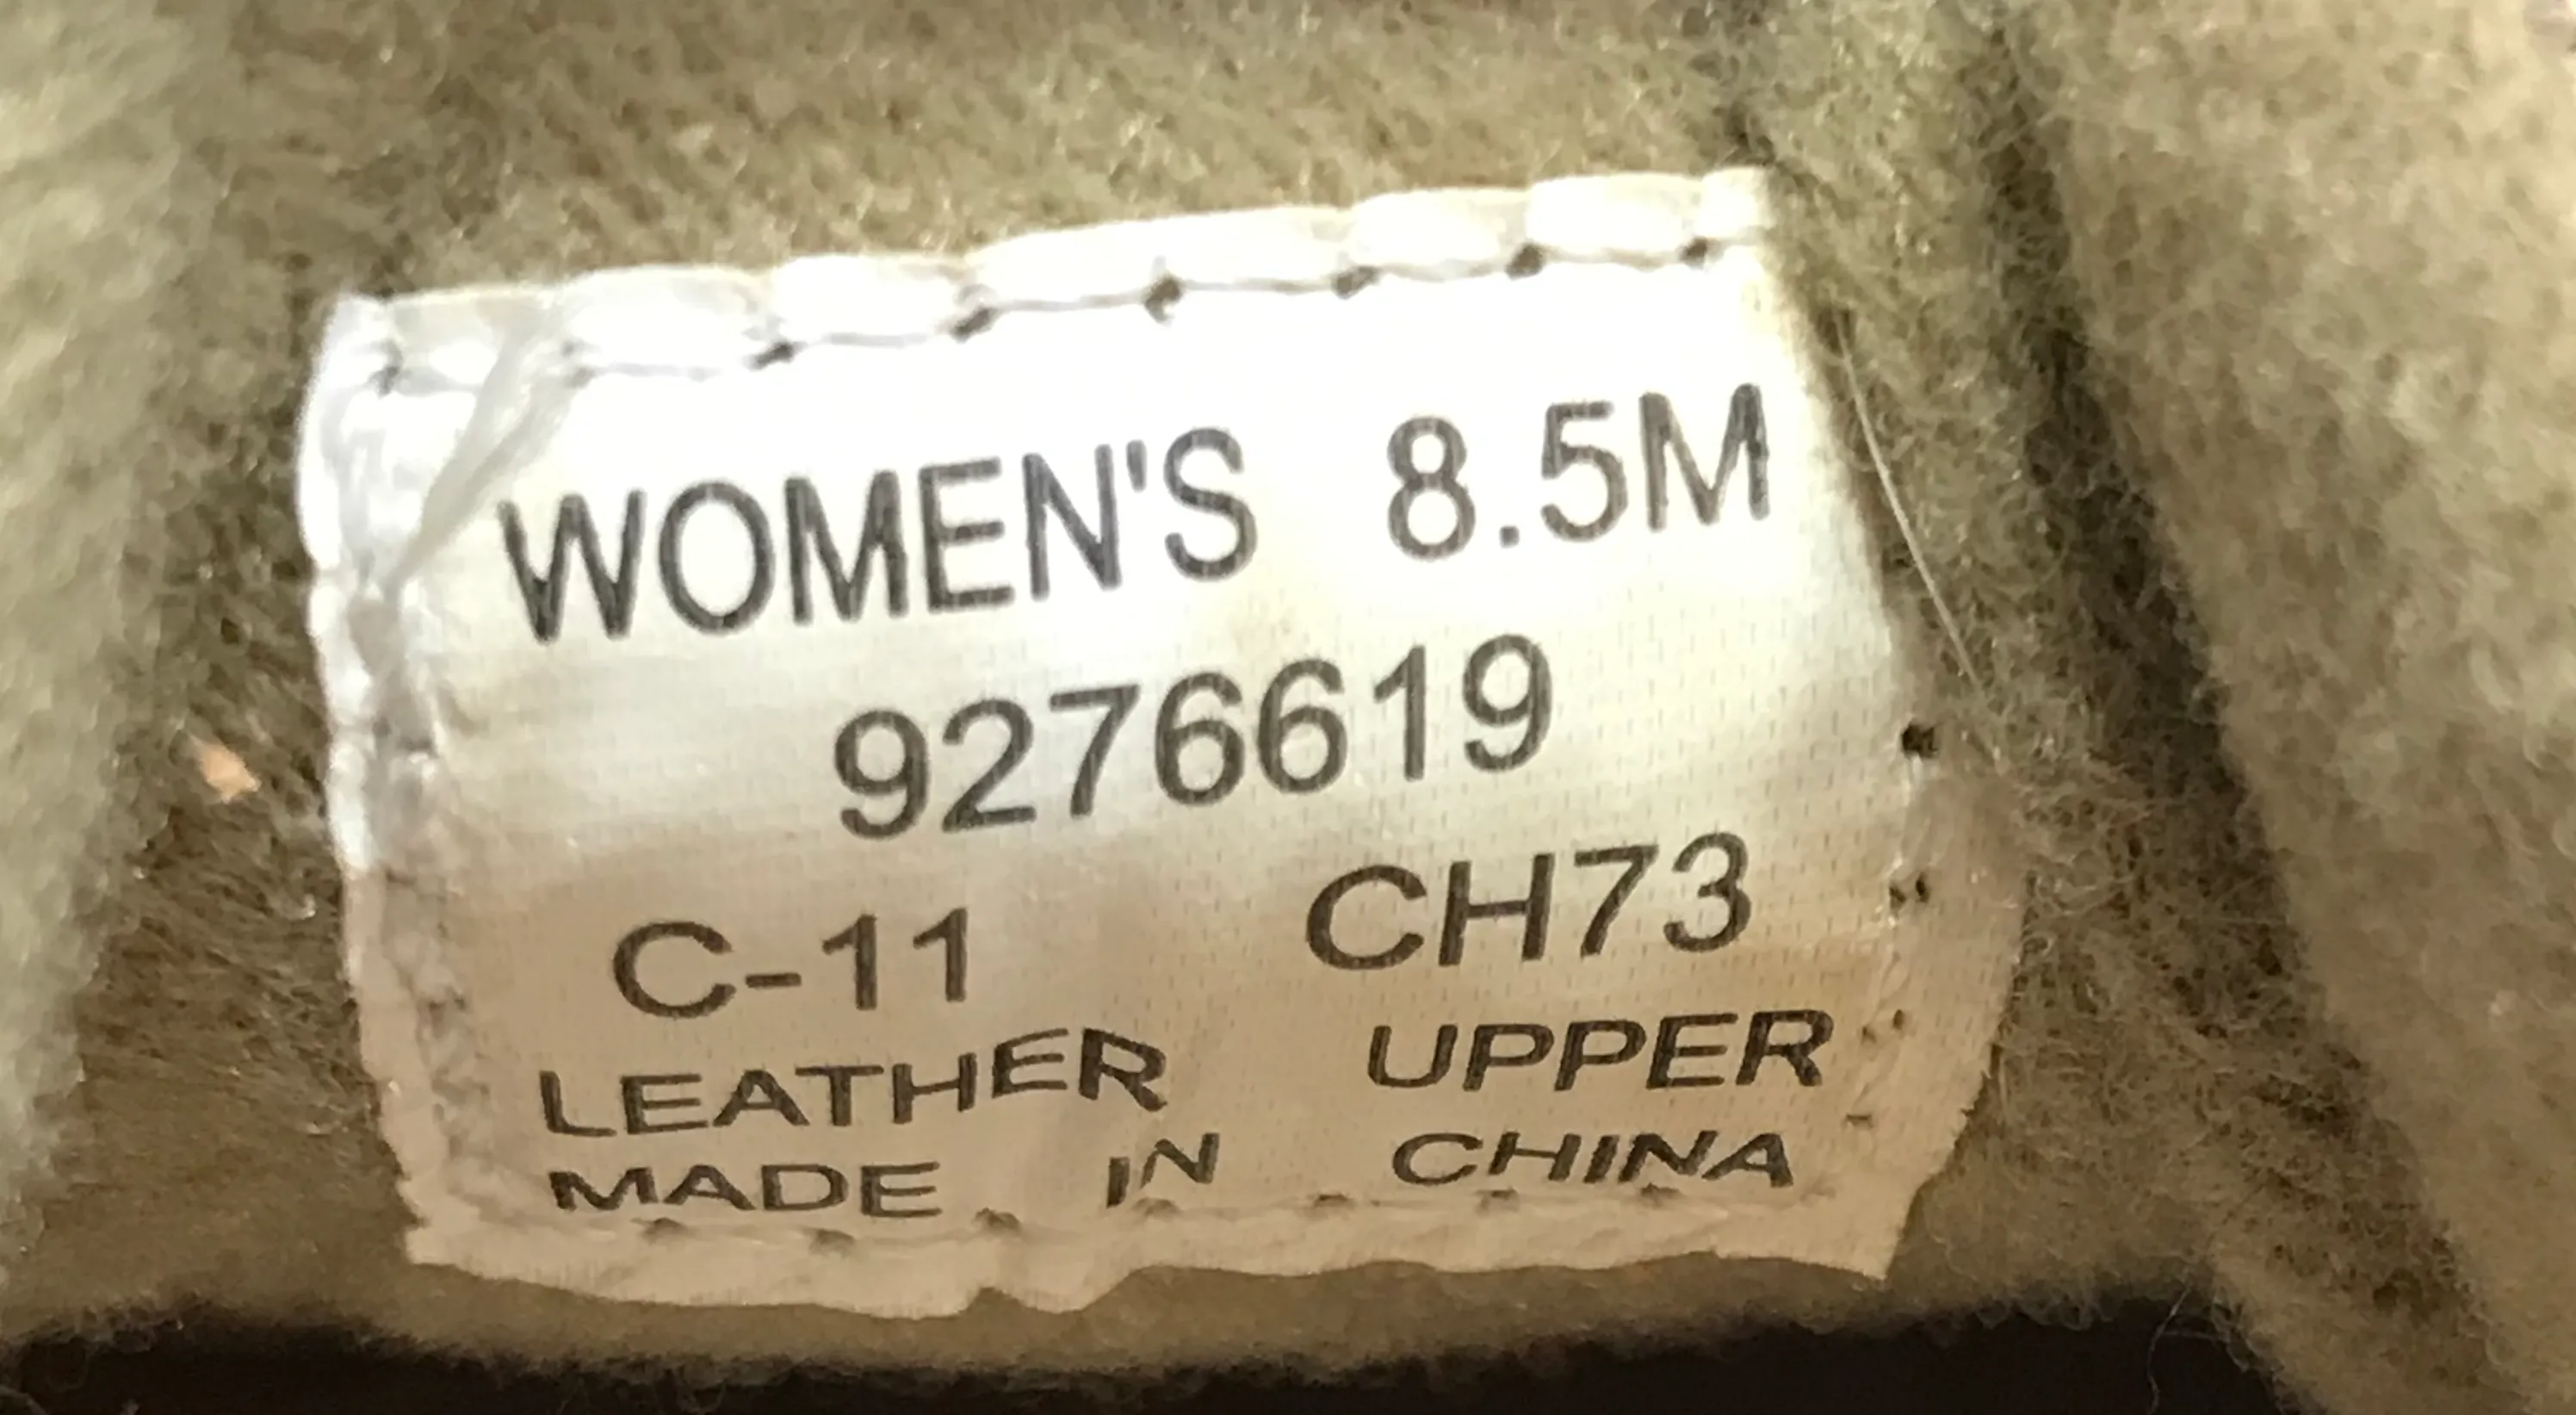 WOMEN'S 8.5M
9276619
C-11 CH73
LEATHER UPPER
MADE IN CHINA